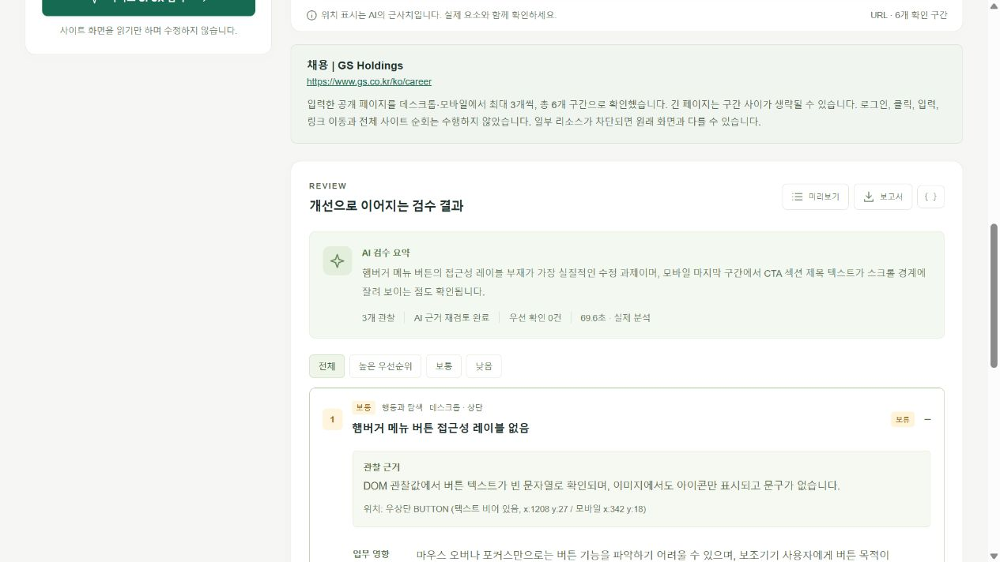 사이트 화면을 읽기만 하며 수정하지 않습니다.
위치 표시는 AI의 근사치입니다. 실제 요소와 함께 확인하세요.
URL · 6개 확인 구간
채용 | GS Holdings
https://www.gs.co.kr/ko/career
입력한 공개 페이지를 데스크톱·모바일에서 최대 3개씩, 총 6개 구간으로 확인했습니다. 긴 페이지는 구간 사이가 생략될 수 있습니다. 로그인, 클릭, 입력,
링크 이동과 전체 사이트 순회는 수행하지 않았습니다. 일부 리소스가 차단되면 원래 화면과 다를 수 있습니다.
REVIEW
개선으로 이어지는 검수 결과
미리보기
보고서
{ }
AI 검수 요약
햄버거 메뉴 버튼의 접근성 레이블 부재가 가장 실질적인 수정 과제이며, 모바일 마지막 구간에서 CTA 섹션 제목 텍스트가 스크롤 경계에
잘려 보이는 점도 확인됩니다.
3개 관찰
AI 근거 재검토 완료
우선 확인 0건
69.6초 · 실제 분석
전체
높은 우선순위
보통
낮음
1
보통 행동과 탐색 데스크톱 · 상단
햄버거 메뉴 버튼 접근성 레이블 없음
보류
관찰 근거
DOM 관찰값에서 버튼 텍스트가 빈 문자열로 확인되며, 이미지에서도 아이콘만 표시되고 문구가 없습니다.
위치: 우상단 BUTTON (텍스트 비어 있음, x:1208 y:27 / 모바일 x:342 y:18)
업무 영향
마우스 오버나 포커스만으로는 버튼 기능을 파악하기 어려울 수 있으며, 보조기기 사용자에게 버튼 목적이